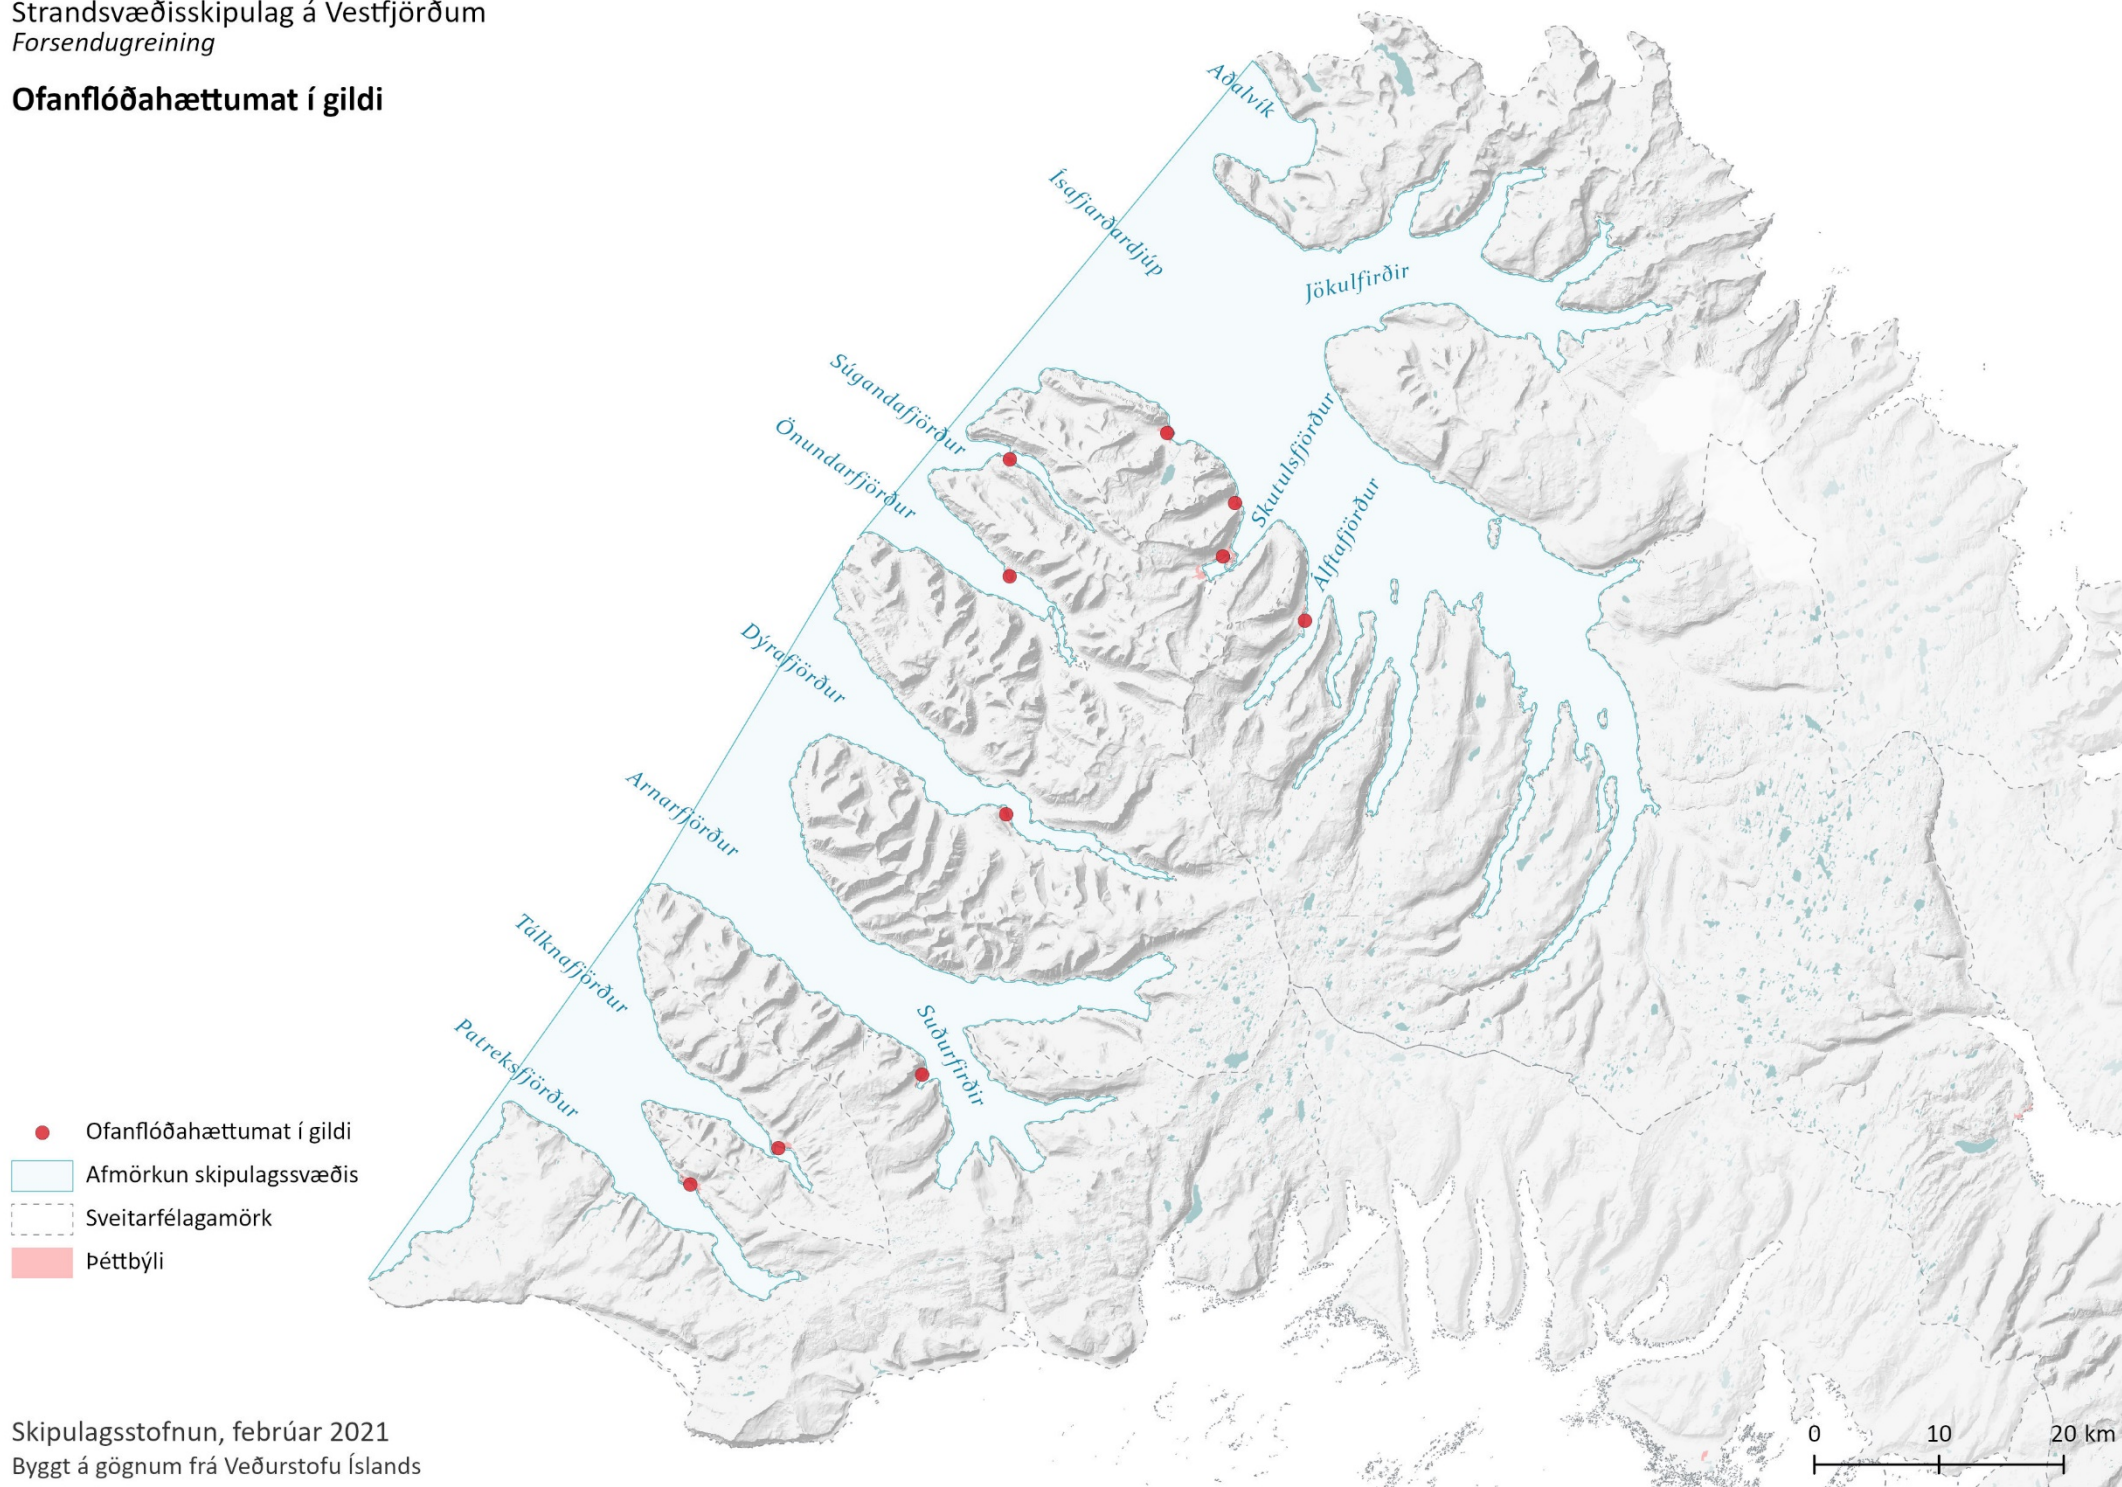 Strandsvæðisskipulag á Vestfjörðum
Forsendugreining
Ofanflóðahættumat í gildi
Aðalvík
Ísafjarðardjúp
Jökulfirðir
Súgandafjörður
Önundarfjörður
Skutulsfjörður
Álftafjörður
Dýrafjörður
Arnarfjörður
Tálknafjörður
Suðurfirðir
Patreksfjörður
Ofanflóðahættumat í gildi
Afmörkun skipulagssvæðis
Sveitarfélagamörk
Þéttbýli
Skipulagsstofnun, febrúar 2021
Byggt á gögnum frá Veðurstofu Íslands
0 10 20 km